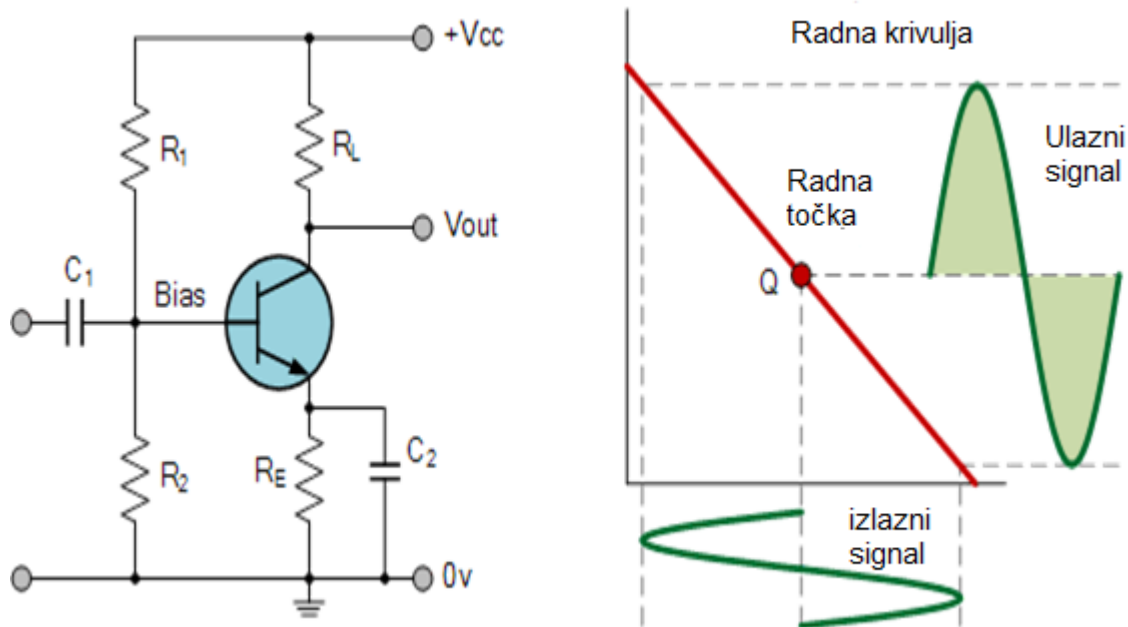 +Vcc
R1
RL
Vout
C1
Bias
R2
RE
C2
0v
Radna krivulja
Ulazni
signal
Radna
točka
Q
izlazni
signal